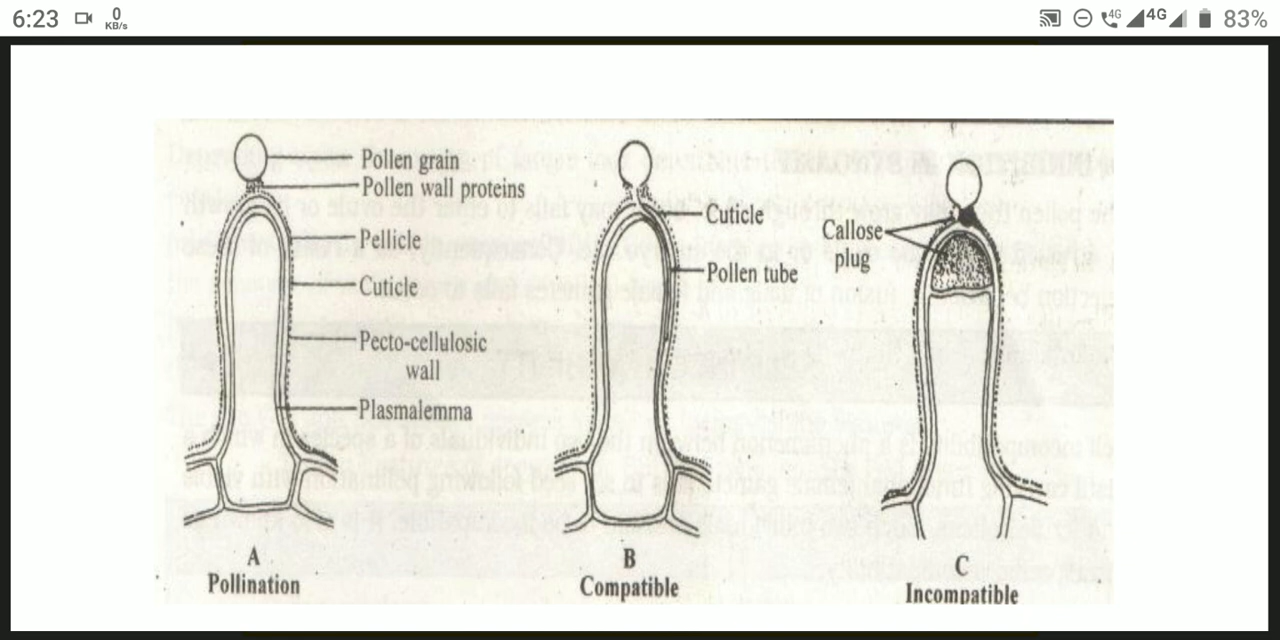 6:23
0
KB/s
4G
4G
83%
Pollen grain
Pollen wall proteins
Pellicle
Cuticle
Pecto-cellulosic
wall
Plasmalemma
A
Pollination
Cuticle
Pollen tube
B
Compatible
Callose
plug
C
Incompatible